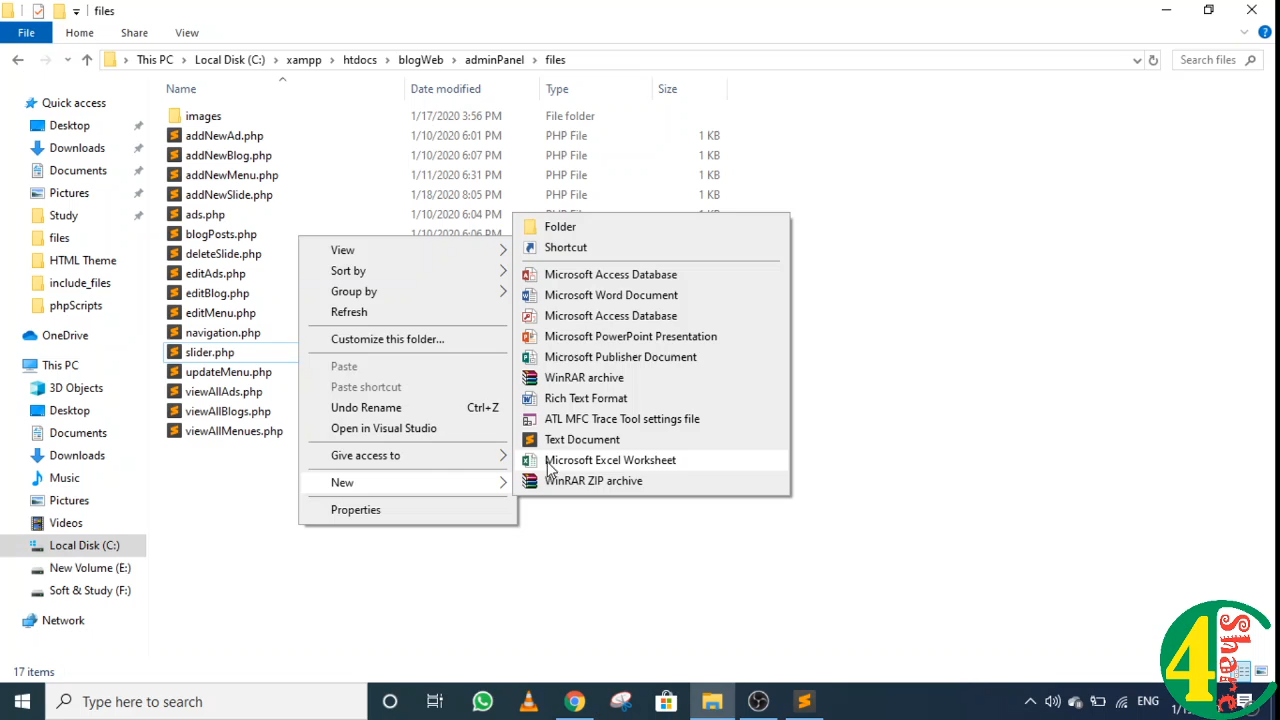 files
File
Home
Share
View
This PC
Local Disk (C:)
xampp
htdocs
blogWeb
adminPanel
files
Search files
Name
Date modified
Type
Size
Quick access
Desktop
Downloads
Documents
Pictures
Study
files
HTML Theme
include_files
phpScripts
OneDrive
This PC
3D Objects
Desktop
Documents
Downloads
Music
Pictures
Videos
Local Disk (C:)
New Volume (E:)
Soft & Study (F:)
Network
images 1/17/2020 3:56 PM File folder
addNewAd.php 1/10/2020 6:01 PM PHP File 1 KB
addNewBlog.php 1/10/2020 6:07 PM PHP File 1 KB
addNewMenu.php 1/11/2020 6:31 PM PHP File 1 KB
addNewSlide.php 1/18/2020 8:05 PM PHP File 1 KB
ads.php 1/10/2020 6:04 PM PHP File 1 KB
blogPosts.php 1/10/2020 6:06 PM
deleteSlide.php
editAds.php
editBlog.php
editMenu.php
navigation.php
slider.php
updateMenu.php
viewAllAds.php
viewAllBlogs.php
viewAllMenues.php
View
Sort by
Group by
Refresh
Customize this folder...
Paste
Paste shortcut
Undo Rename Ctrl+Z
Open in Visual Studio
Give access to
New
Properties
Folder
Shortcut
Microsoft Access Database
Microsoft Word Document
Microsoft Access Database
Microsoft PowerPoint Presentation
Microsoft Publisher Document
WinRAR archive
Rich Text Format
ATL MFC Trace Tool settings file
Text Document
Microsoft Excel Worksheet
WinRAR ZIP archive
17 items
4
Share
Type here to search
ENG